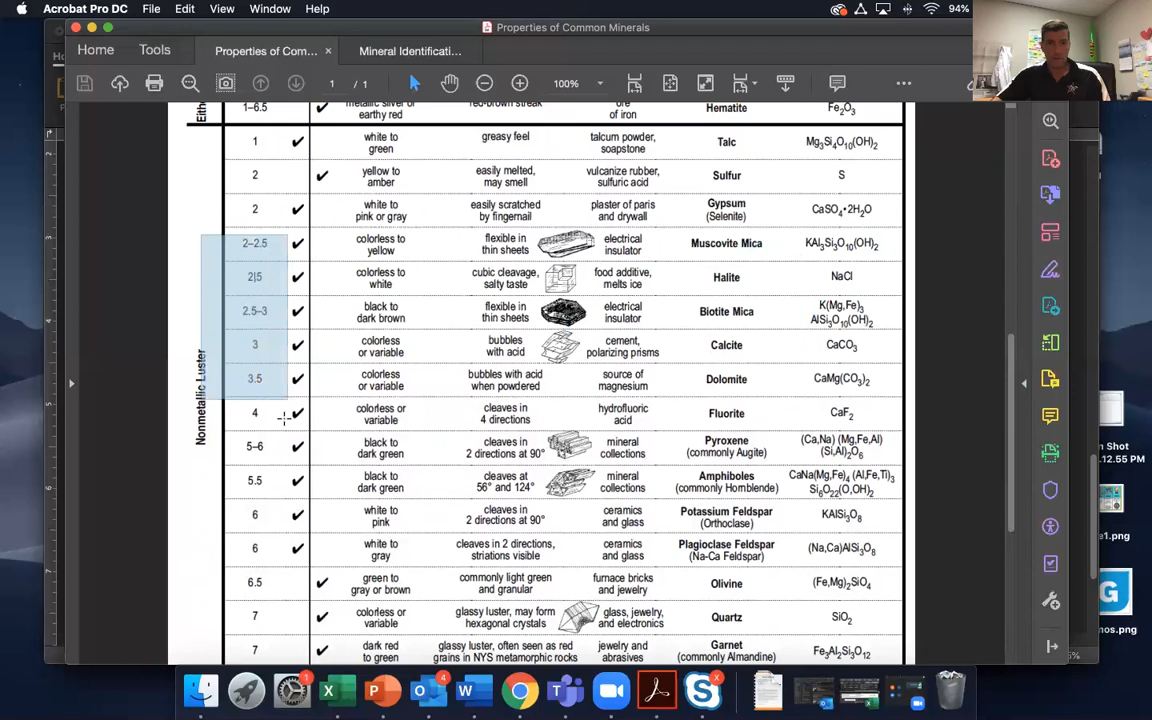 Acrobat Pro DC File Edit View Window Help 94%
Properties of Common Minerals
Home Tools Properties of Com... × Mineral Identificati...
1 / 1 100%
1–6.5 ✔ metallic silver or earthy red red-brown streak ore of iron Hematite Fe2O3
Nonmetallic Luster
1 ✔ white to green greasy feel talcum powder, soapstone Talc Mg3Si4O10(OH)2
2 ✔ yellow to amber easily melted, may smell vulcanize rubber, sulfuric acid Sulfur S
2 ✔ white to pink or gray easily scratched by fingernail plaster of paris and drywall Gypsum (Selenite) CaSO4•2H2O
2–2.5 ✔ colorless to yellow flexible in thin sheets electrical insulator Muscovite Mica KAl3Si3O10(OH)2
2.5 ✔ colorless to white cubic cleavage, salty taste food additive, melts ice Halite NaCl
2.5–3 ✔ black to dark brown flexible in thin sheets electrical insulator Biotite Mica K(Mg,Fe)3 AlSi3O10(OH)2
3 ✔ colorless or variable bubbles with acid cement, polarizing prisms Calcite CaCO3
3.5 ✔ colorless or variable bubbles with acid when powdered source of magnesium Dolomite CaMg(CO3)2
4 ✔ colorless or variable cleaves in 4 directions hydrofluoric acid Fluorite CaF2
5–6 ✔ black to dark green cleaves in 2 directions at 90° mineral collections Pyroxene (commonly Augite) (Ca,Na) (Mg,Fe,Al) (Si,Al)2O6
5.5 ✔ black to dark green cleaves at 56° and 124° mineral collections Amphiboles (commonly Hornblende) CaNa(Mg,Fe)4 (Al,Fe,Ti)3 Si6O22(O,OH)2
6 ✔ white to pink cleaves in 2 directions at 90° ceramics and glass Potassium Feldspar (Orthoclase) KAlSi3O8
6 ✔ white to gray cleaves in 2 directions, striations visible ceramics and glass Plagioclase Feldspar (Na-Ca Feldspar) (Na,Ca)AlSi3O8
6.5 ✔ green to gray or brown commonly light green and granular furnace bricks and jewelry Olivine (Fe,Mg)2SiO4
7 ✔ colorless or variable glassy luster, may form hexagonal crystals glass, jewelry, and electronics Quartz SiO2
7 ✔ dark red to green glassy luster, often seen as red grains in NYS metamorphic rocks jewelry and abrasives Garnet (commonly Almandine) Fe3Al2Si3O12